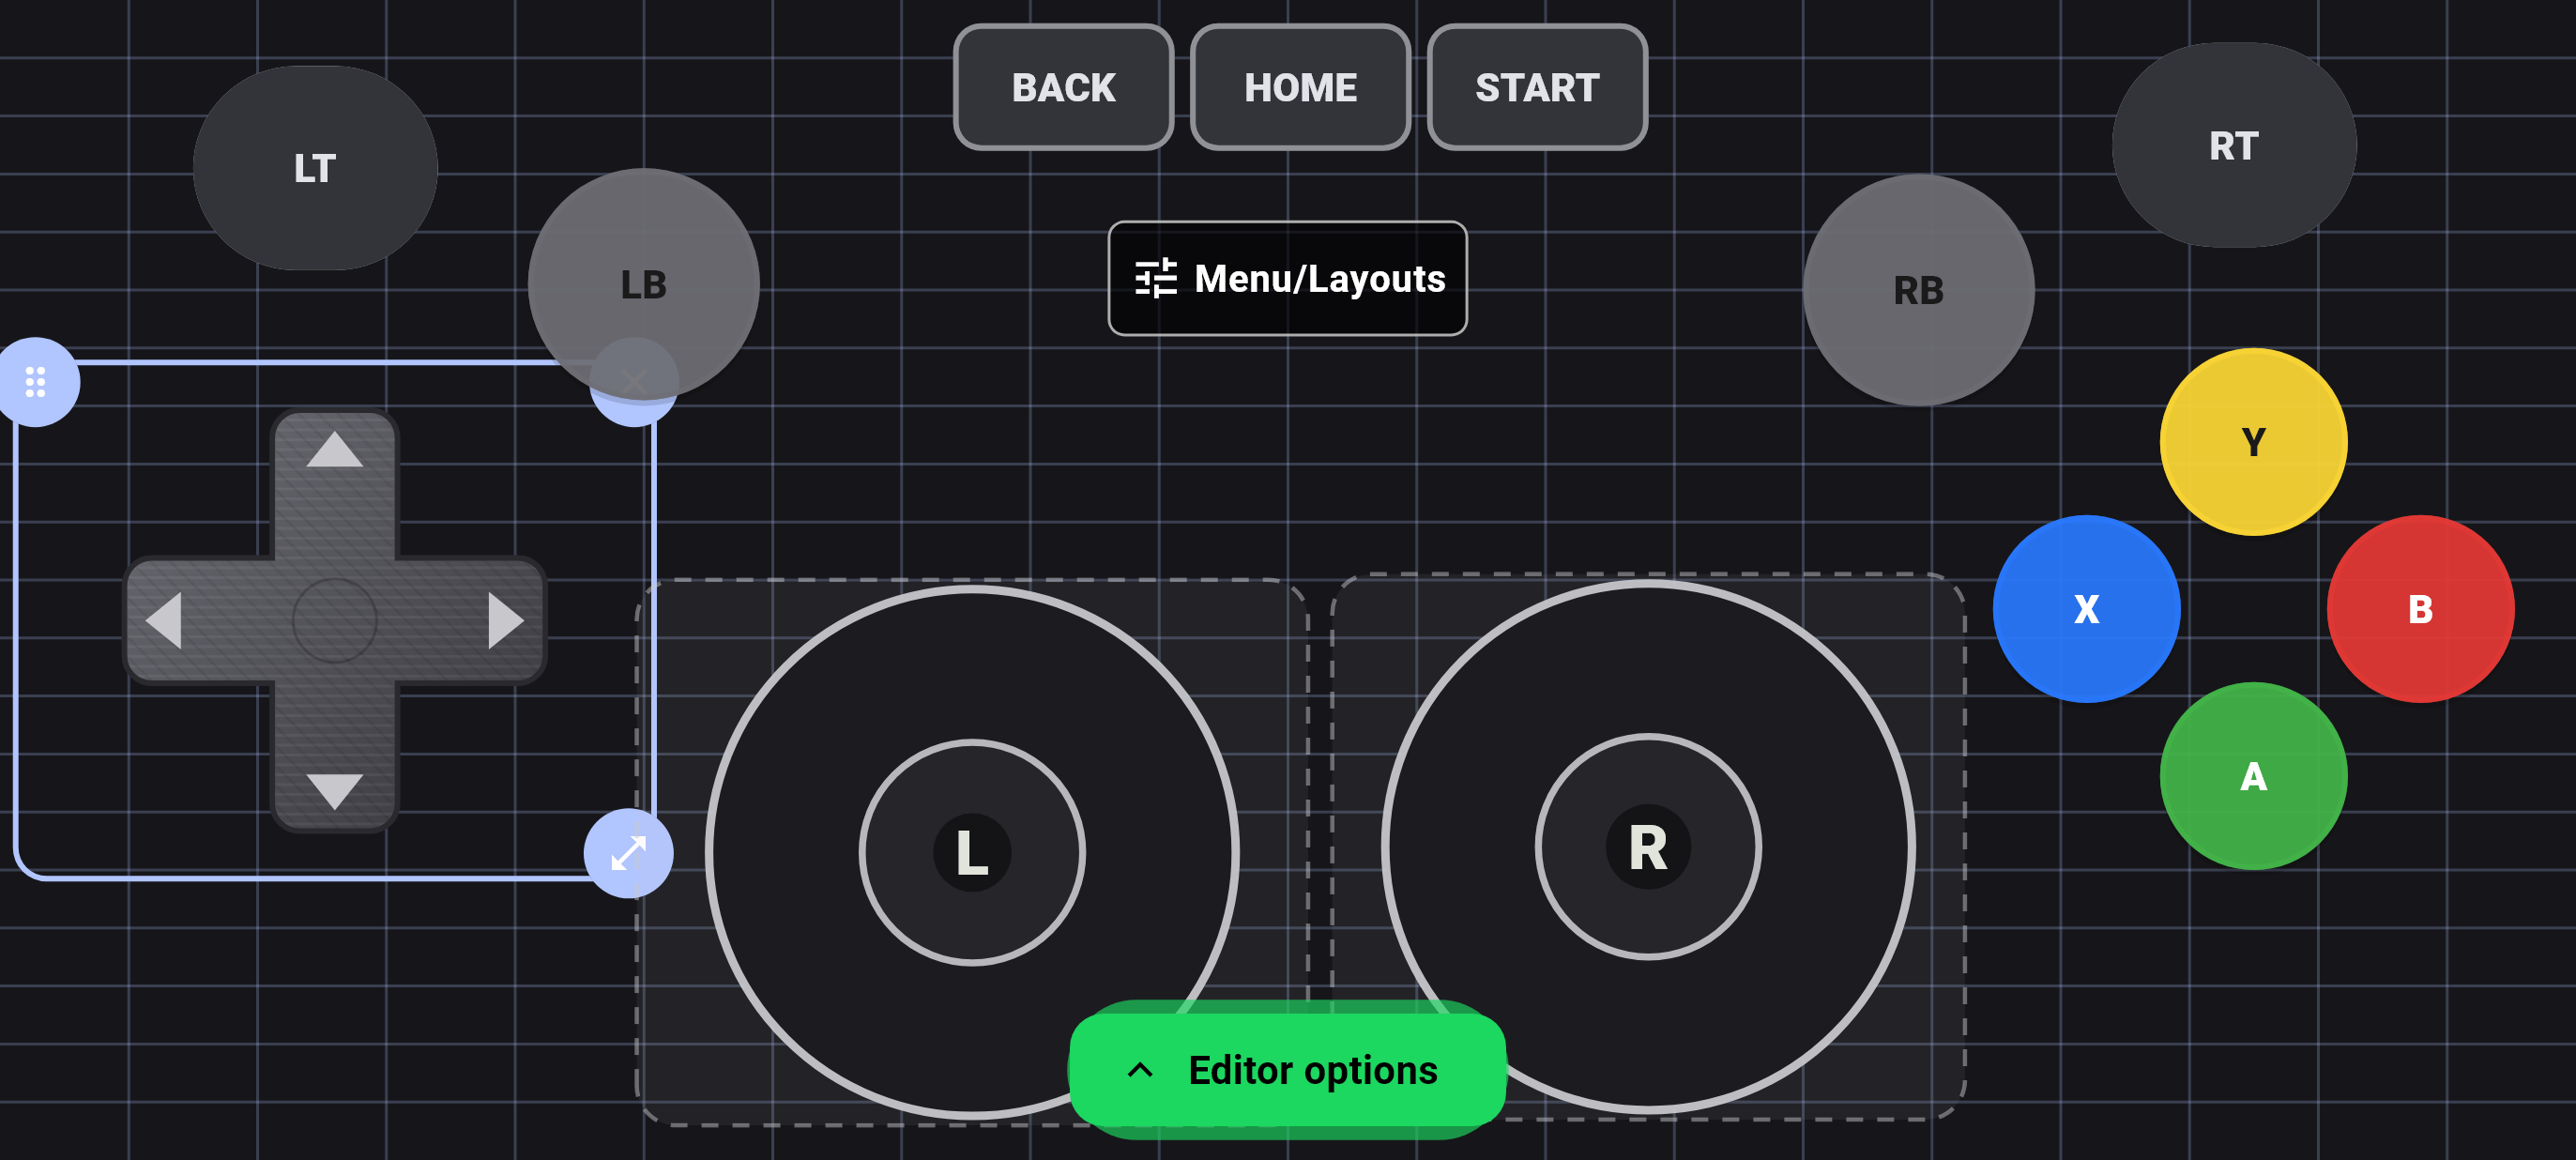 BACK
HOME
START
LT
RT
LB
RB
Menu/Layouts
Y
X
B
A
L
R
Editor options